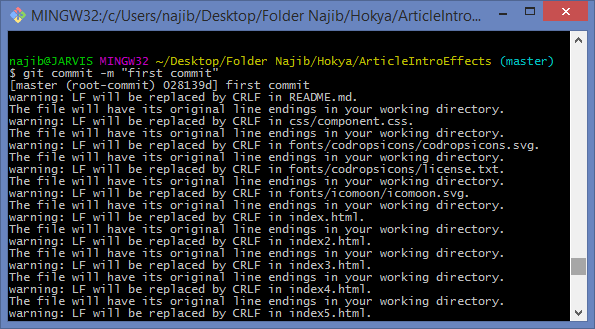 MINGW32:/c/Users/najib/Desktop/Folder Najib/Hokya/ArticleIntro...
najib@JARVIS MINGW32 ~/Desktop/Folder Najib/Hokya/ArticleIntroEffects (master)
$ git commit -m "first commit"
[master (root-commit) 028139d] first commit
warning: LF will be replaced by CRLF in README.md.
The file will have its original line endings in your working directory.
warning: LF will be replaced by CRLF in css/component.css.
The file will have its original line endings in your working directory.
warning: LF will be replaced by CRLF in fonts/codropsicons/codropsicons.svg.
The file will have its original line endings in your working directory.
warning: LF will be replaced by CRLF in fonts/codropsicons/license.txt.
The file will have its original line endings in your working directory.
warning: LF will be replaced by CRLF in fonts/icomoon/icomoon.svg.
The file will have its original line endings in your working directory.
warning: LF will be replaced by CRLF in index.html.
The file will have its original line endings in your working directory.
warning: LF will be replaced by CRLF in index2.html.
The file will have its original line endings in your working directory.
warning: LF will be replaced by CRLF in index3.html.
The file will have its original line endings in your working directory.
warning: LF will be replaced by CRLF in index4.html.
The file will have its original line endings in your working directory.
warning: LF will be replaced by CRLF in index5.html.